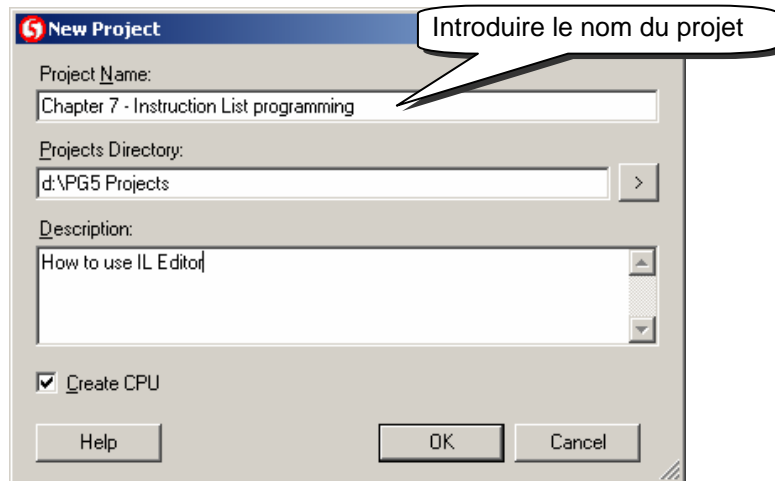 New Project
Introduire le nom du projet
Project Name:
Chapter 7 - Instruction List programming
Projects Directory:
d:\PG5 Projects
>
Description:
How to use IL Editor
Create CPU
Help
OK
Cancel